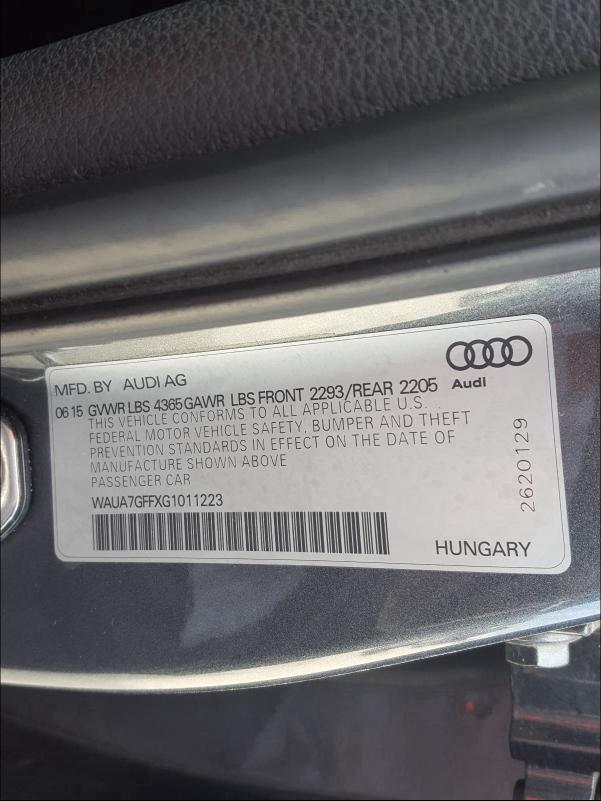 MFD. BY AUDI AG
Audi
06 15 GVWR LBS 4365 GAWR LBS FRONT 2293/REAR 2205
THIS VEHICLE CONFORMS TO ALL APPLICABLE U.S.
FEDERAL MOTOR VEHICLE SAFETY, BUMPER AND THEFT
PREVENTION STANDARDS IN EFFECT ON THE DATE OF
MANUFACTURE SHOWN ABOVE
PASSENGER CAR
WAUA7GFFXG1011223
HUNGARY
2620129